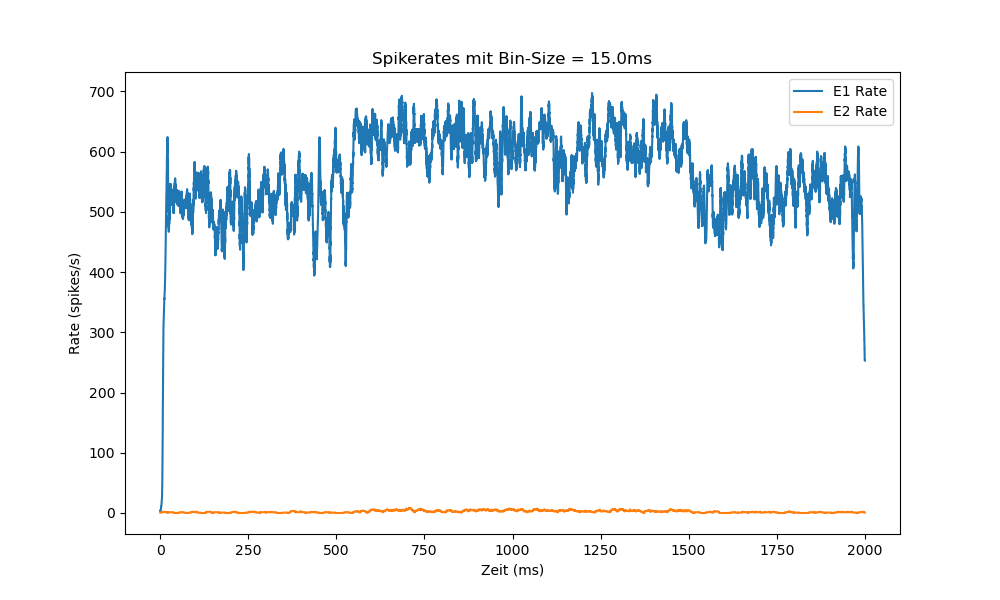 Spikerates mit Bin-Size = 15.0ms
E1 Rate
E2 Rate
Rate (spikes/s)
700
600
500
400
300
200
100
0
0 250 500 750 1000 1250 1500 1750 2000
Zeit (ms)